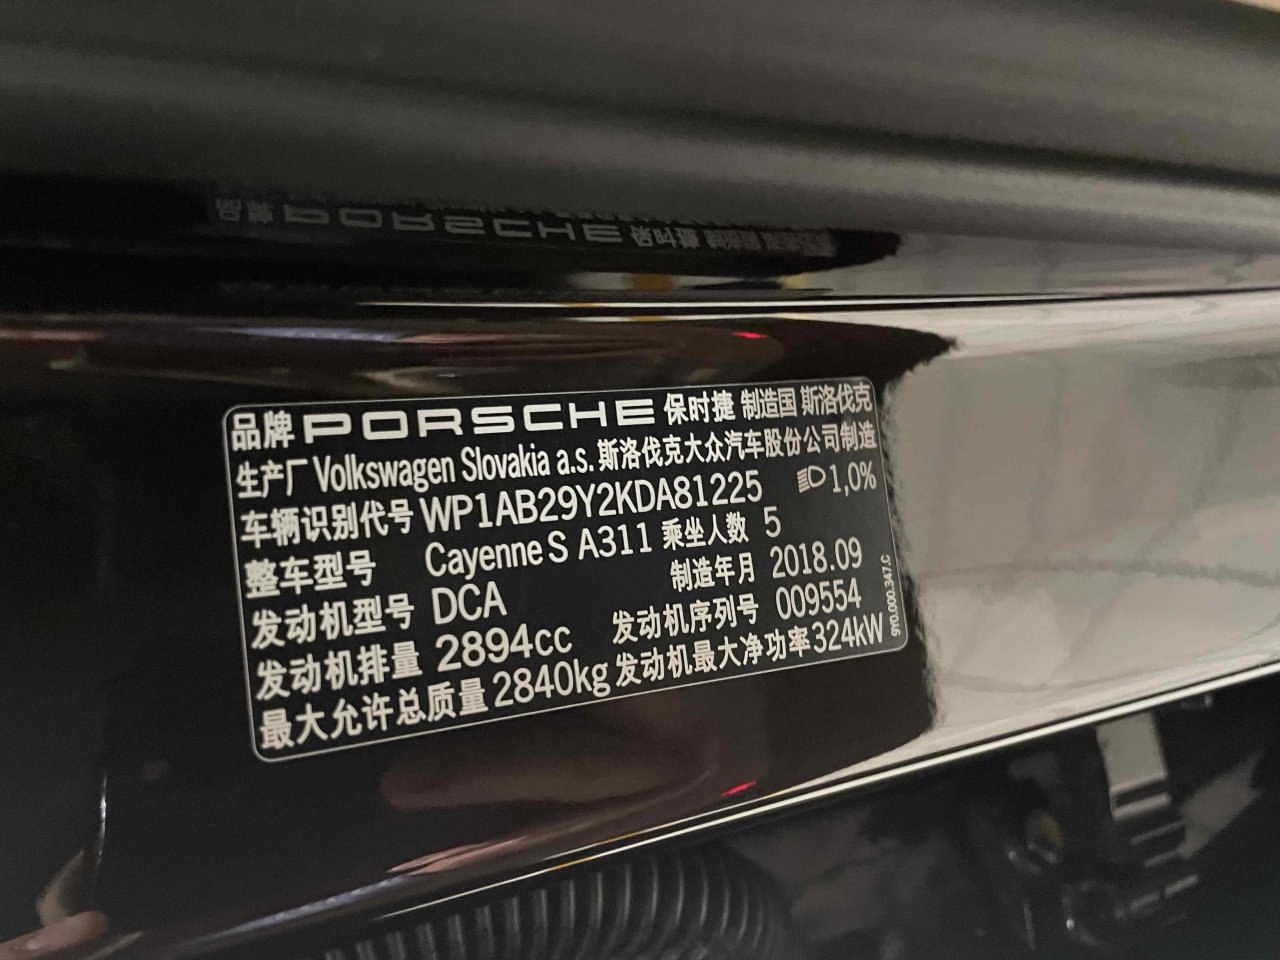 品牌 PORSCHE 保时捷 制造国 斯洛伐克
生产厂 Volkswagen Slovakia a.s. 斯洛伐克大众汽车股份公司制造
车辆识别代号 WP1AB29Y2KDA81225 1,0%
整车型号 Cayenne S A311 乘坐人数 5
发动机型号 DCA 制造年月 2018.09
发动机排量 2894cc 发动机序列号 009554
最大允许总质量 2840kg 发动机最大净功率 324kW
9Y0.000.347.C